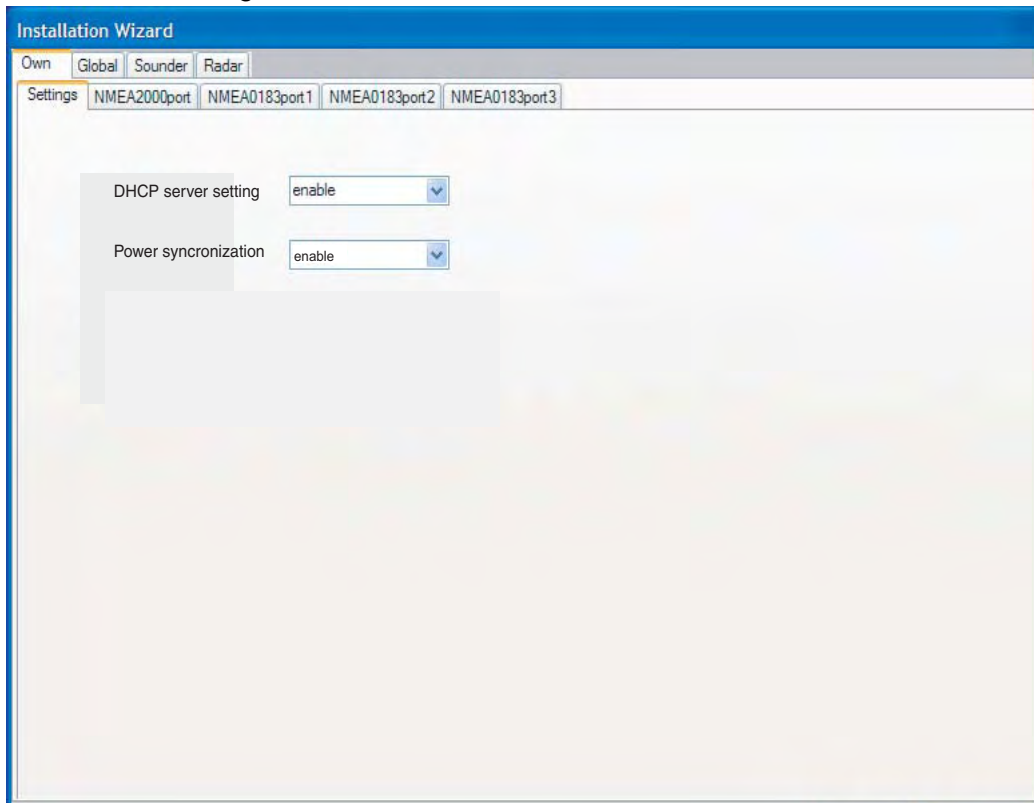 Installation Wizard
Own Global Sounder Radar
Settings NMEA2000port NMEA0183port1 NMEA0183port2 NMEA0183port3
DHCP server setting enable
Power syncronization enable